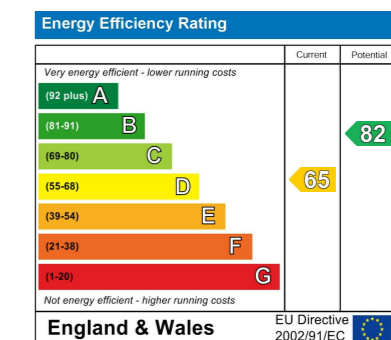 Energy Efficiency Rating
Current Potential
Very energy efficient - lower running costs
(92 plus) A
(81-91) B
82
(69-80) C
(55-68) D
65
(39-54) E
(21-38) F
(1-20) G
Not energy efficient - higher running costs
England & Wales
EU Directive
2002/91/EC